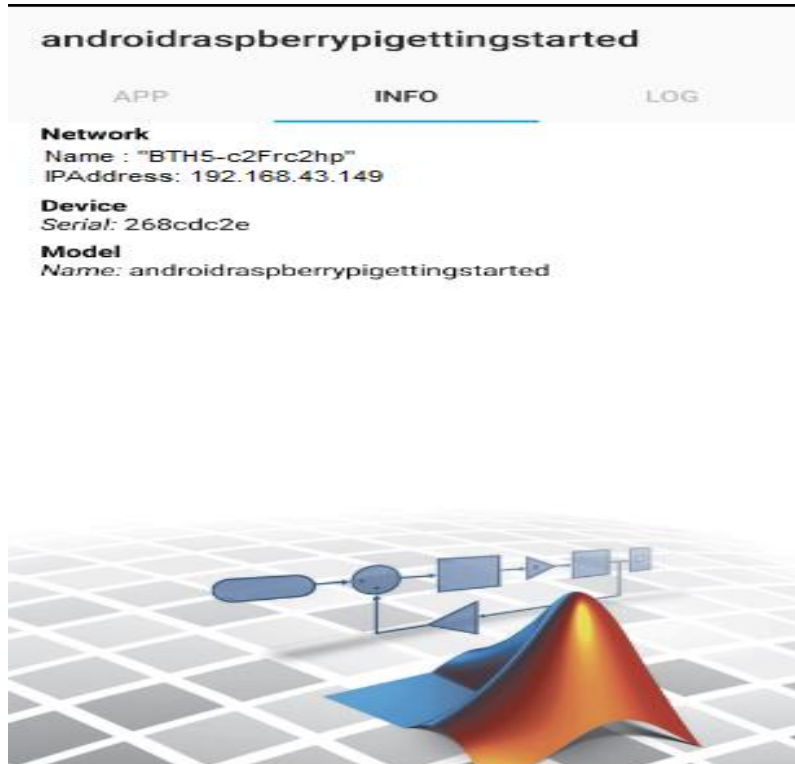 androidraspberrypigettingstarted
APP INFO LOG
Network
Name : "BTH5-c2Frc2hp"
IPAddress: 192.168.43.149
Device
Serial: 268cdc2e
Model
Name: androidraspberrypigettingstarted